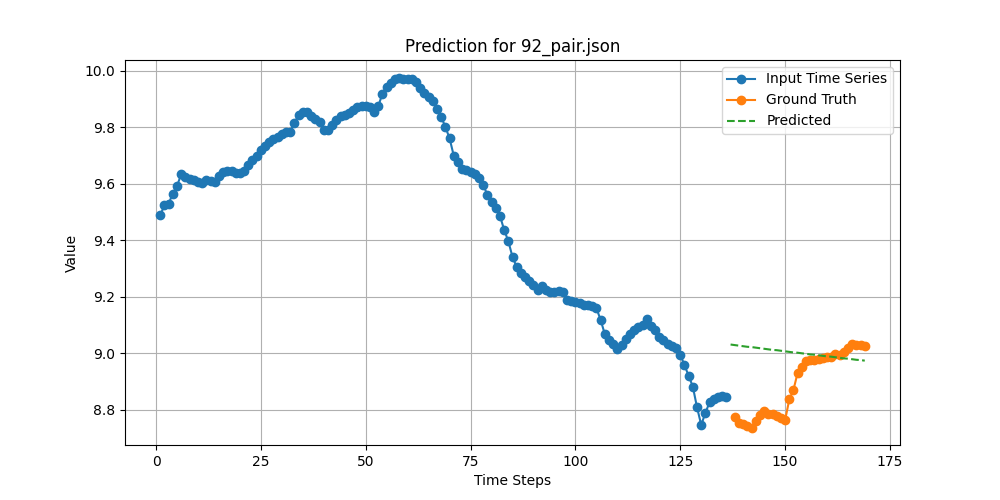 Prediction for 92_pair.json
Input Time Series
Ground Truth
Predicted
Value
10.0
9.8
9.6
9.4
9.2
9.0
8.8
0 25 50 75 100 125 150 175
Time Steps